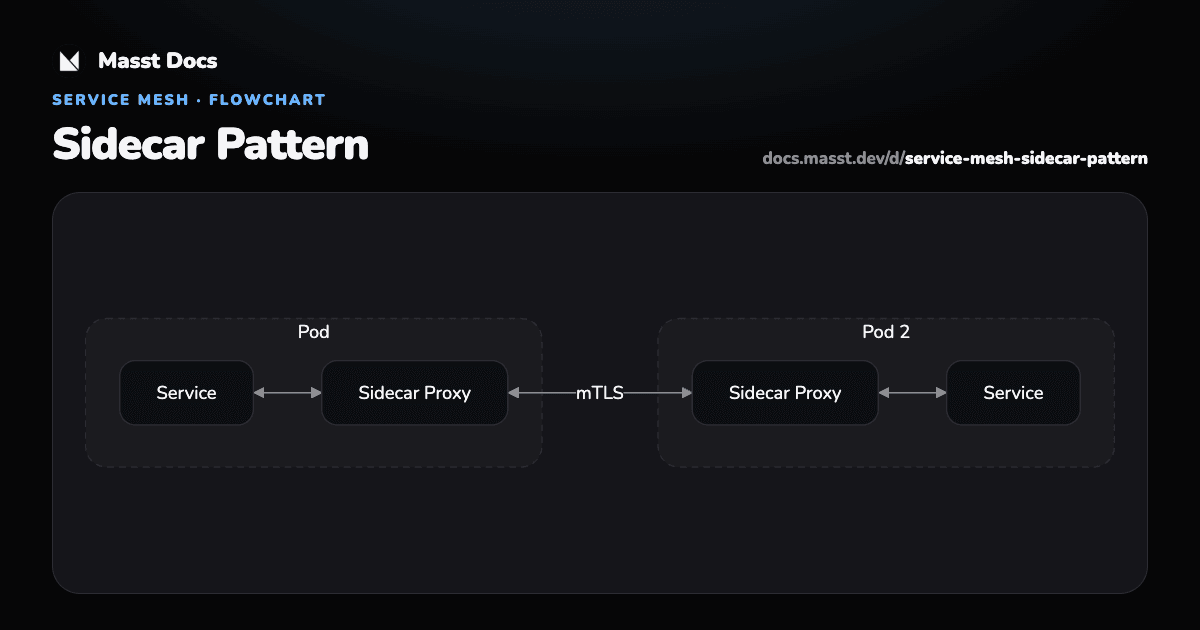 Masst Docs
SERVICE MESH · FLOWCHART
Sidecar Pattern
docs.masst.dev/d/service-mesh-sidecar-pattern
Pod
Service
Sidecar Proxy
mTLS
Pod 2
Sidecar Proxy
Service